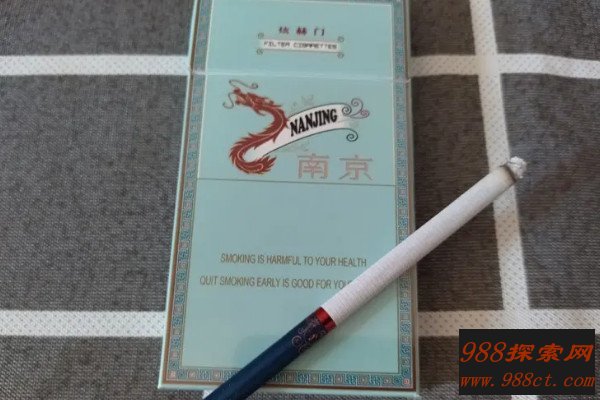 炫赫门
FILTER CIGARETTES
NANJING
南京
SMOKING IS HARMFUL TO YOUR HEALTH
QUIT SMOKING EARLY IS GOOD FOR YOU
988探索网
www.988ct.com